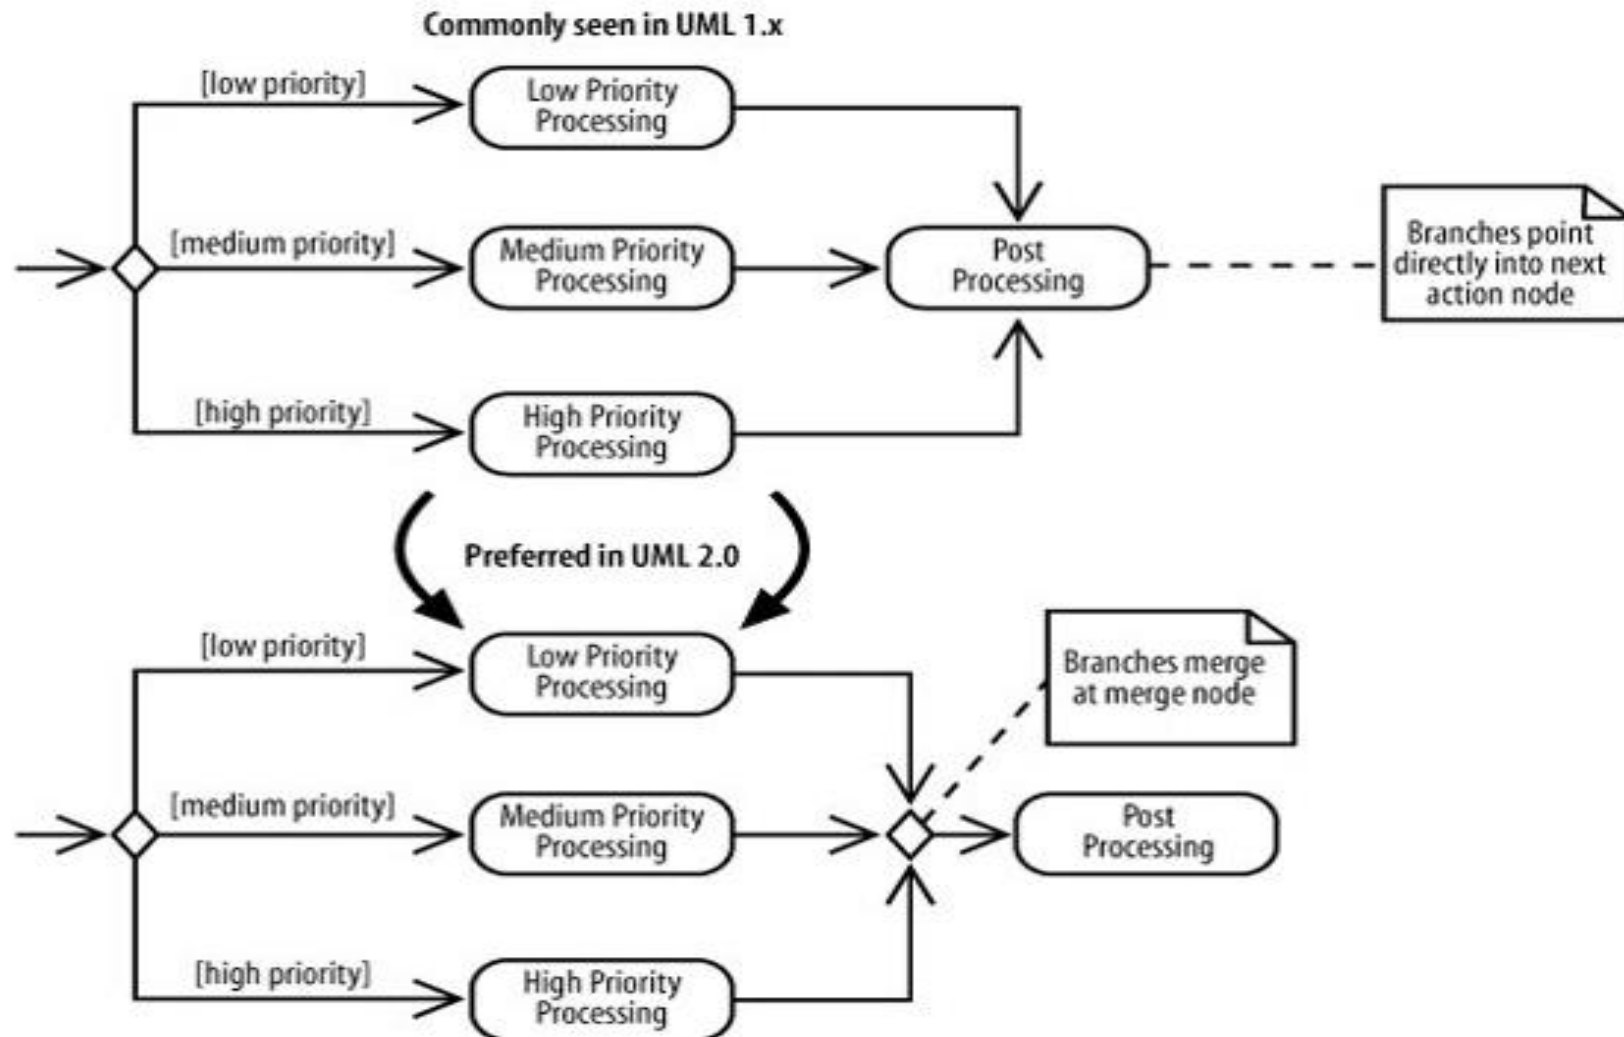 Commonly seen in UML 1.x
[low priority]
Low Priority
Processing
[medium priority]
Medium Priority
Processing
Post
Processing
Branches point
directly into next
action node
[high priority]
High Priority
Processing
Preferred in UML 2.0
[low priority]
Low Priority
Processing
Branches merge
at merge node
[medium priority]
Medium Priority
Processing
Post
Processing
[high priority]
High Priority
Processing